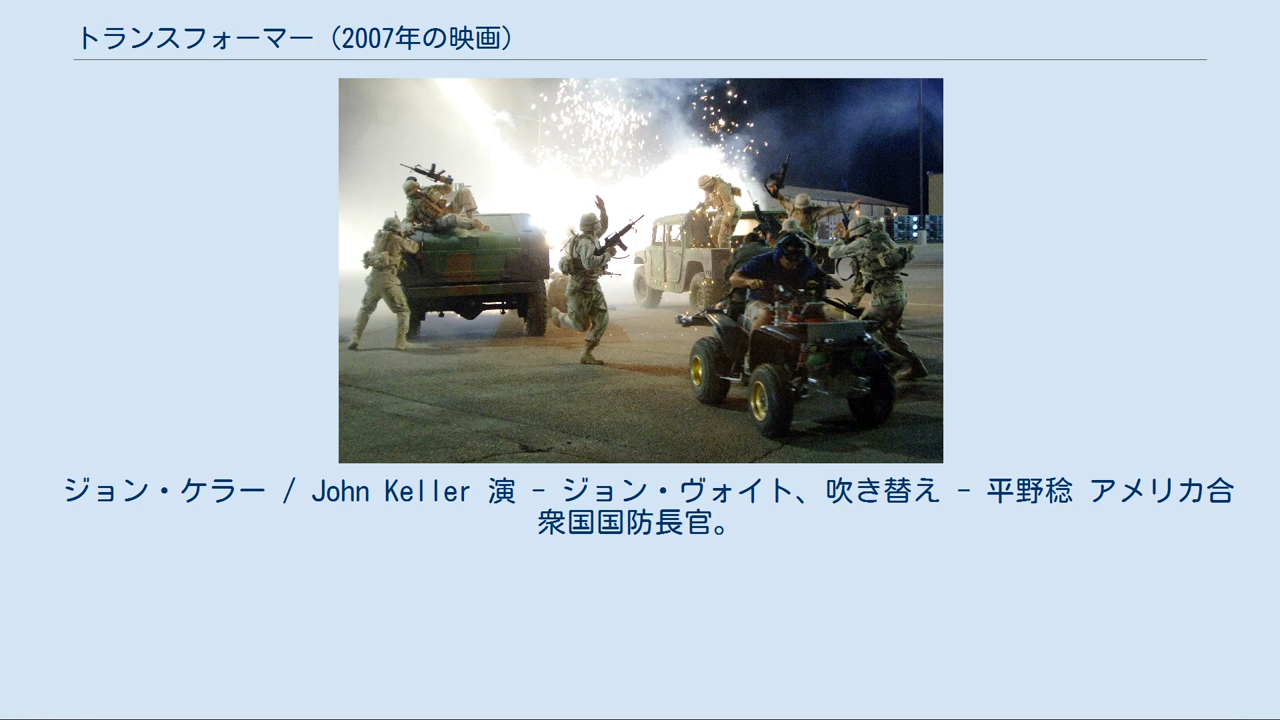 トランスフォーマー（2007年の映画）
ジョン・ケラー / John Keller 演 - ジョン・ヴォイト、吹き替え - 平野稔 アメリカ合
衆国国防長官。